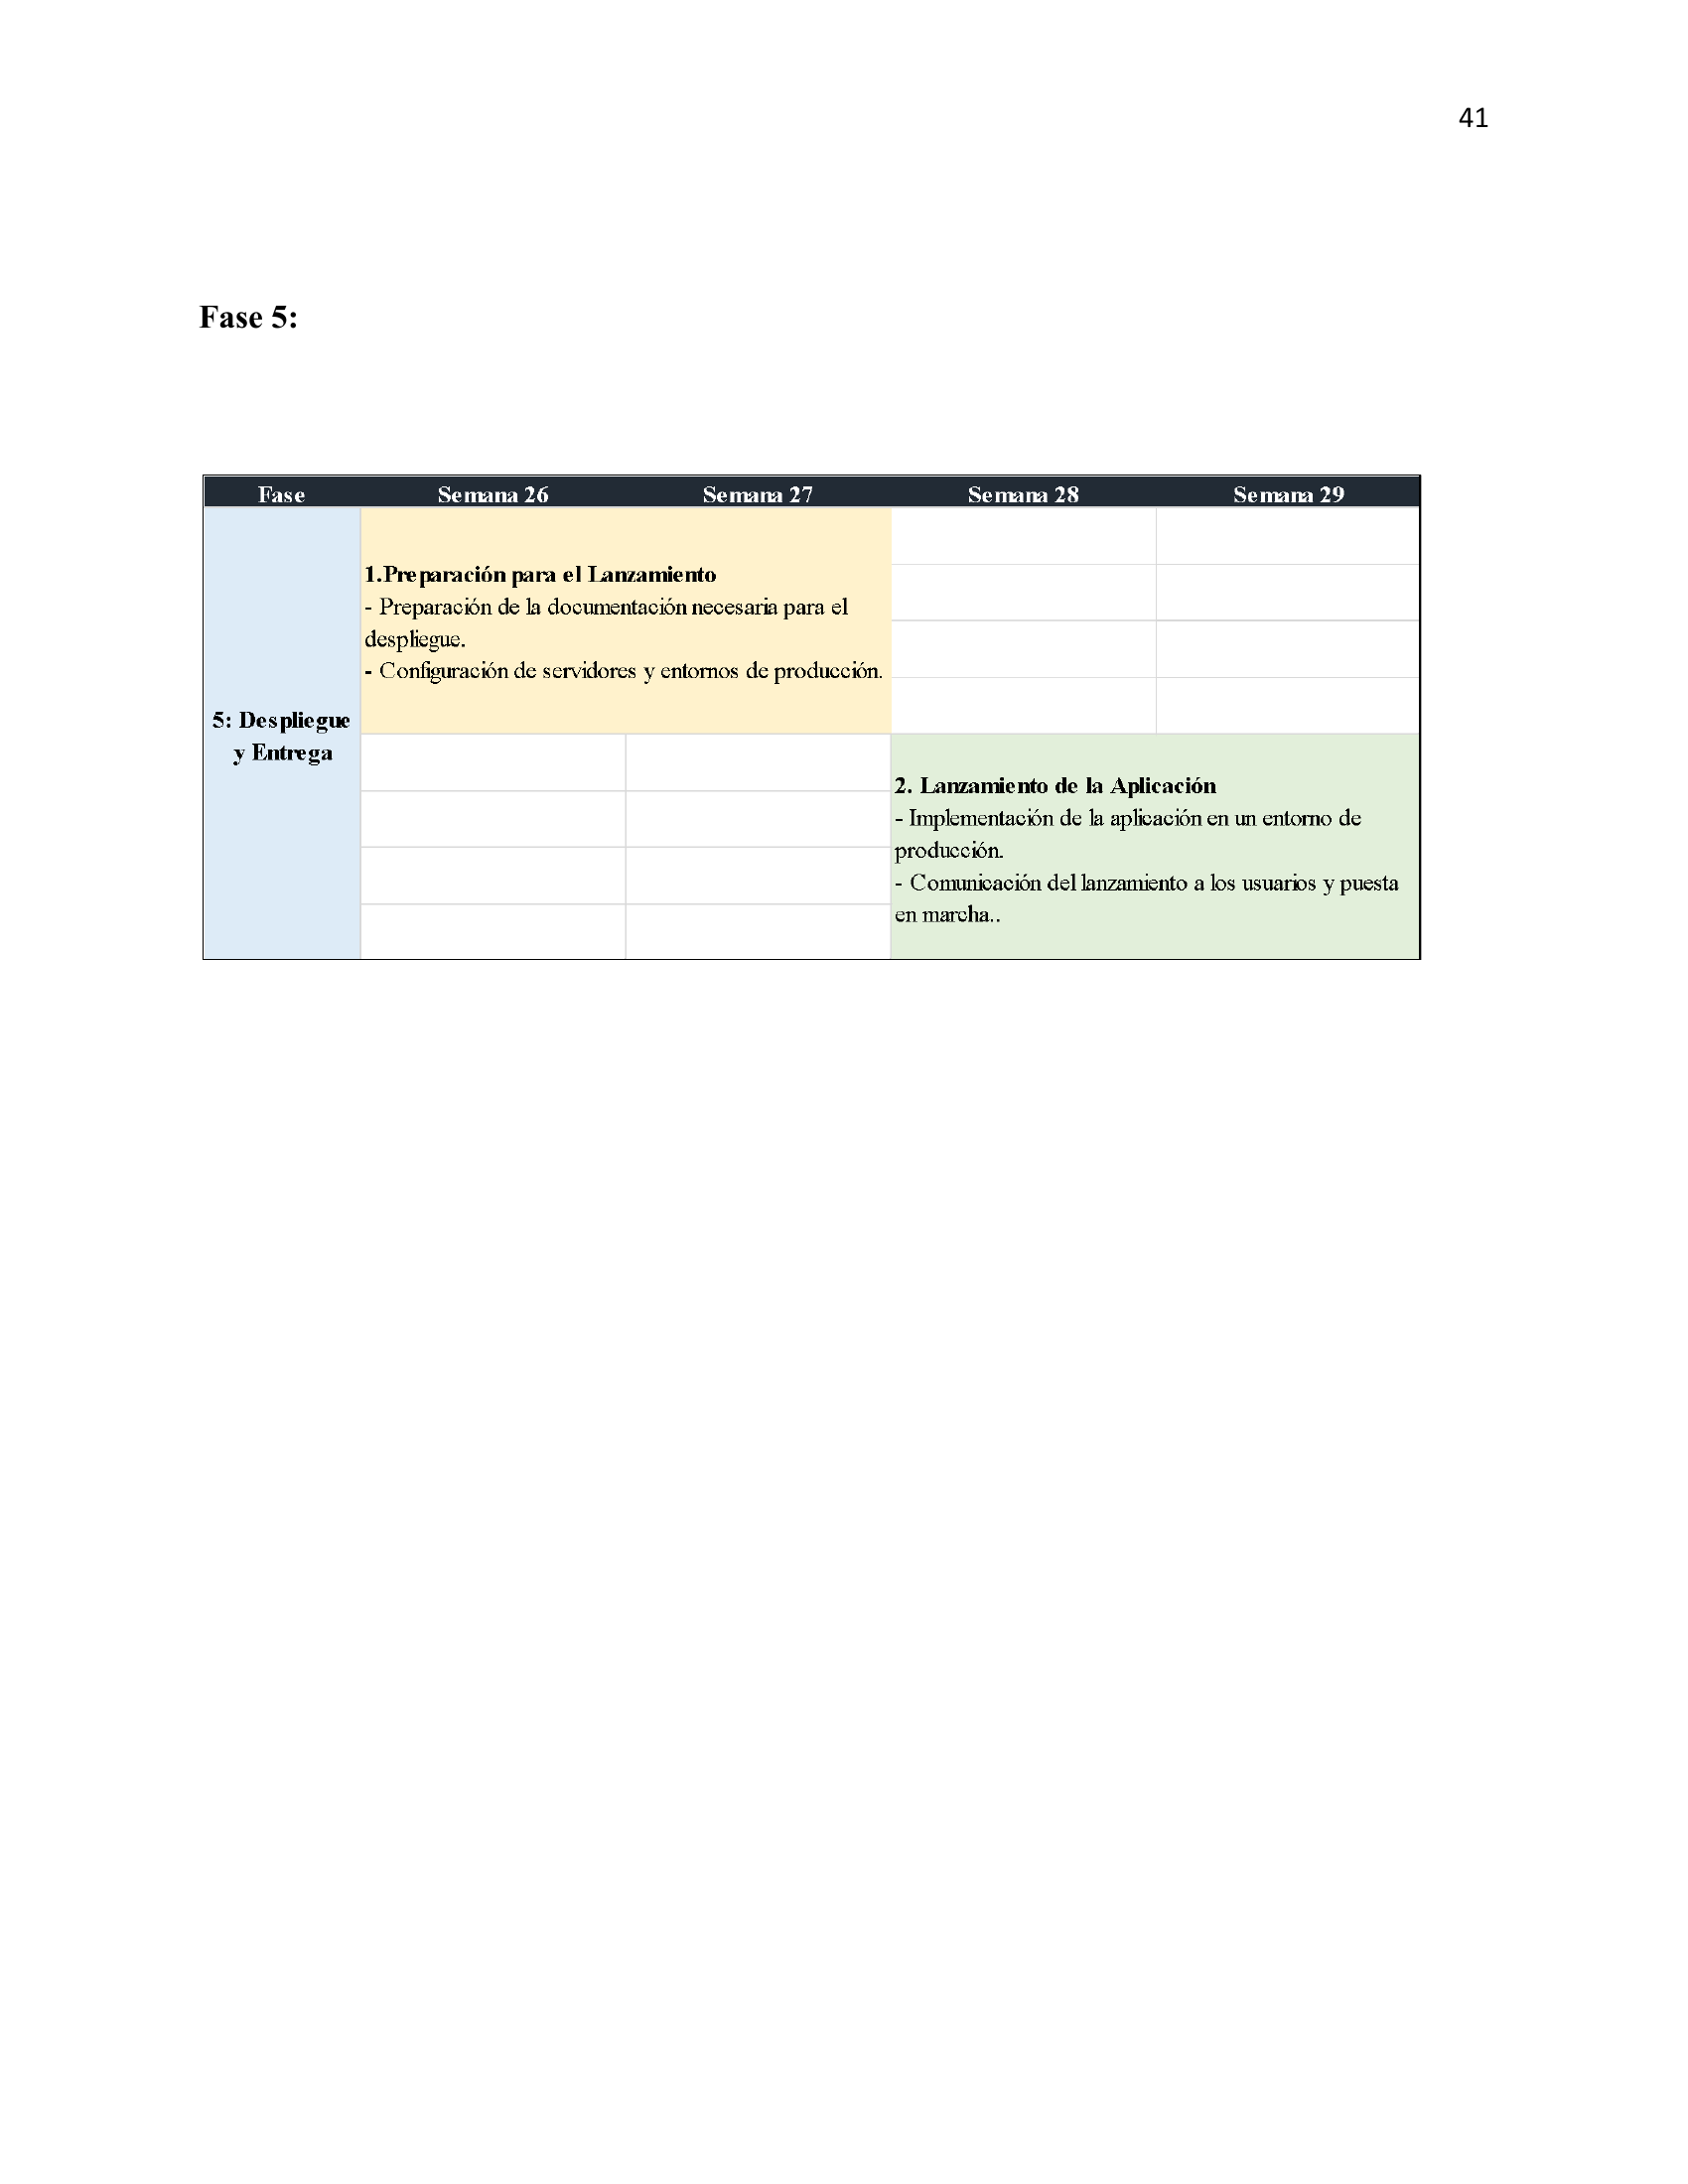 41
Fase 5:
Fase Semana 26 Semana 27 Semana 28 Semana 29
5: Despliegue
y Entrega
1.Preparación para el Lanzamiento
- Preparación de la documentación necesaria para el
despliegue.
- Configuración de servidores y entornos de producción.
2. Lanzamiento de la Aplicación
- Implementación de la aplicación en un entorno de
producción.
- Comunicación del lanzamiento a los usuarios y puesta
en marcha..